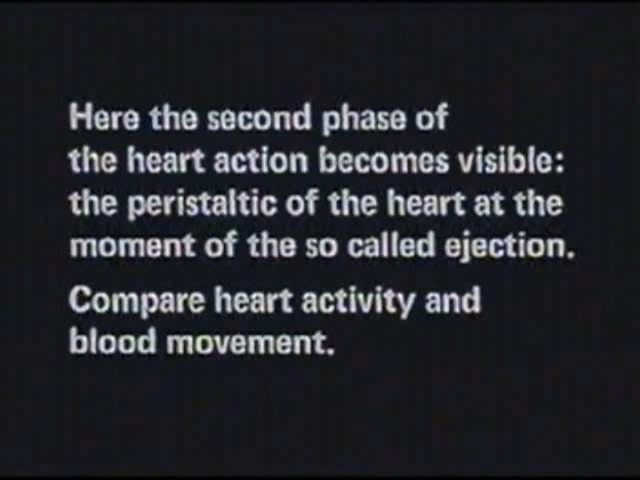 Here the second phase of
the heart action becomes visible:
the peristaltic of the heart at the
moment of the so called ejection.
Compare heart activity and
blood movement.